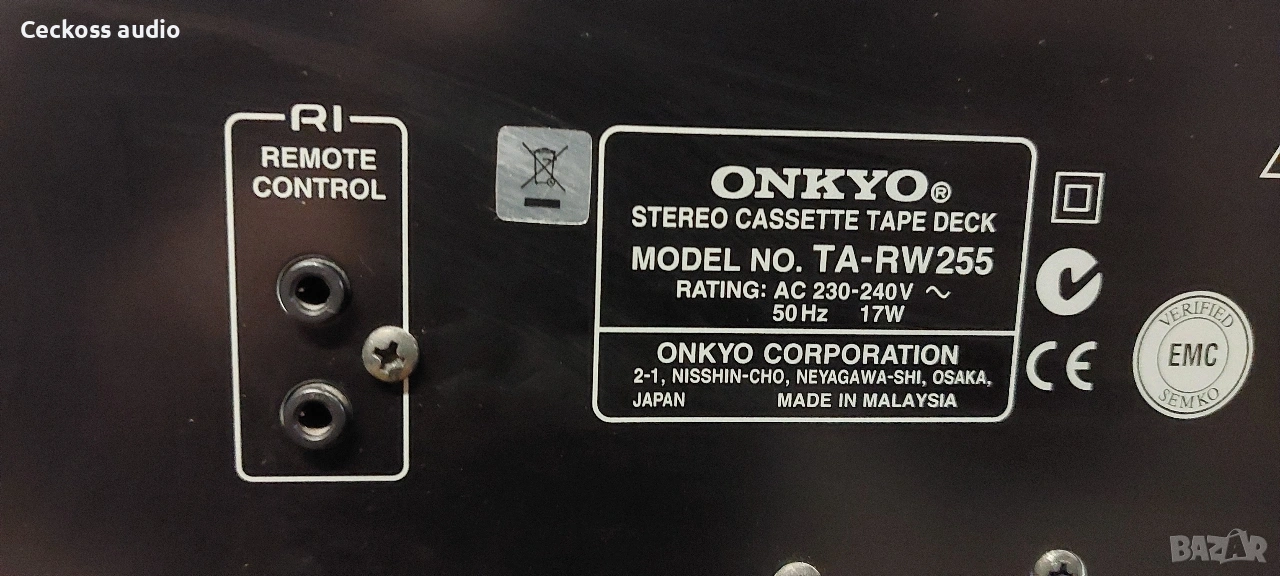 Ceckoss audio
RI
REMOTE
CONTROL
ONKYO®
STEREO CASSETTE TAPE DECK
MODEL NO. TA-RW255
RATING: AC 230-240V ~
50Hz 17W
ONKYO CORPORATION
2-1, NISSHIN-CHO, NEYAGAWA-SHI, OSAKA,
JAPAN MADE IN MALAYSIA
CE
VERIFIED
EMC
SEMKO
BAZAR